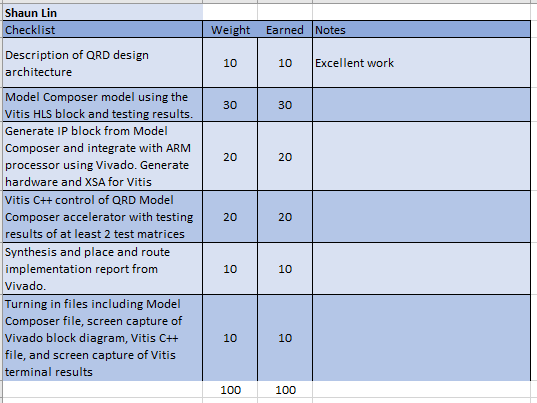 Shaun Lin
Checklist Weight Earned Notes
Description of QRD design
architecture 10 10 Excellent work
Model Composer model using the
Vitis HLS block and testing results. 30 30
Generate IP block from Model
Composer and integrate with ARM
processor using Vivado. Generate
hardware and XSA for Vitis 20 20
Vitis C++ control of QRD Model
Composer accelerator with testing
results of at least 2 test matrices 20 20
Synthesis and place and route
implementation report from
Vivado. 10 10
Turning in files including Model
Composer file, screen capture of
Vivado block diagram, Vitis C++
file, and screen capture of Vitis
terminal results 10 10
100 100